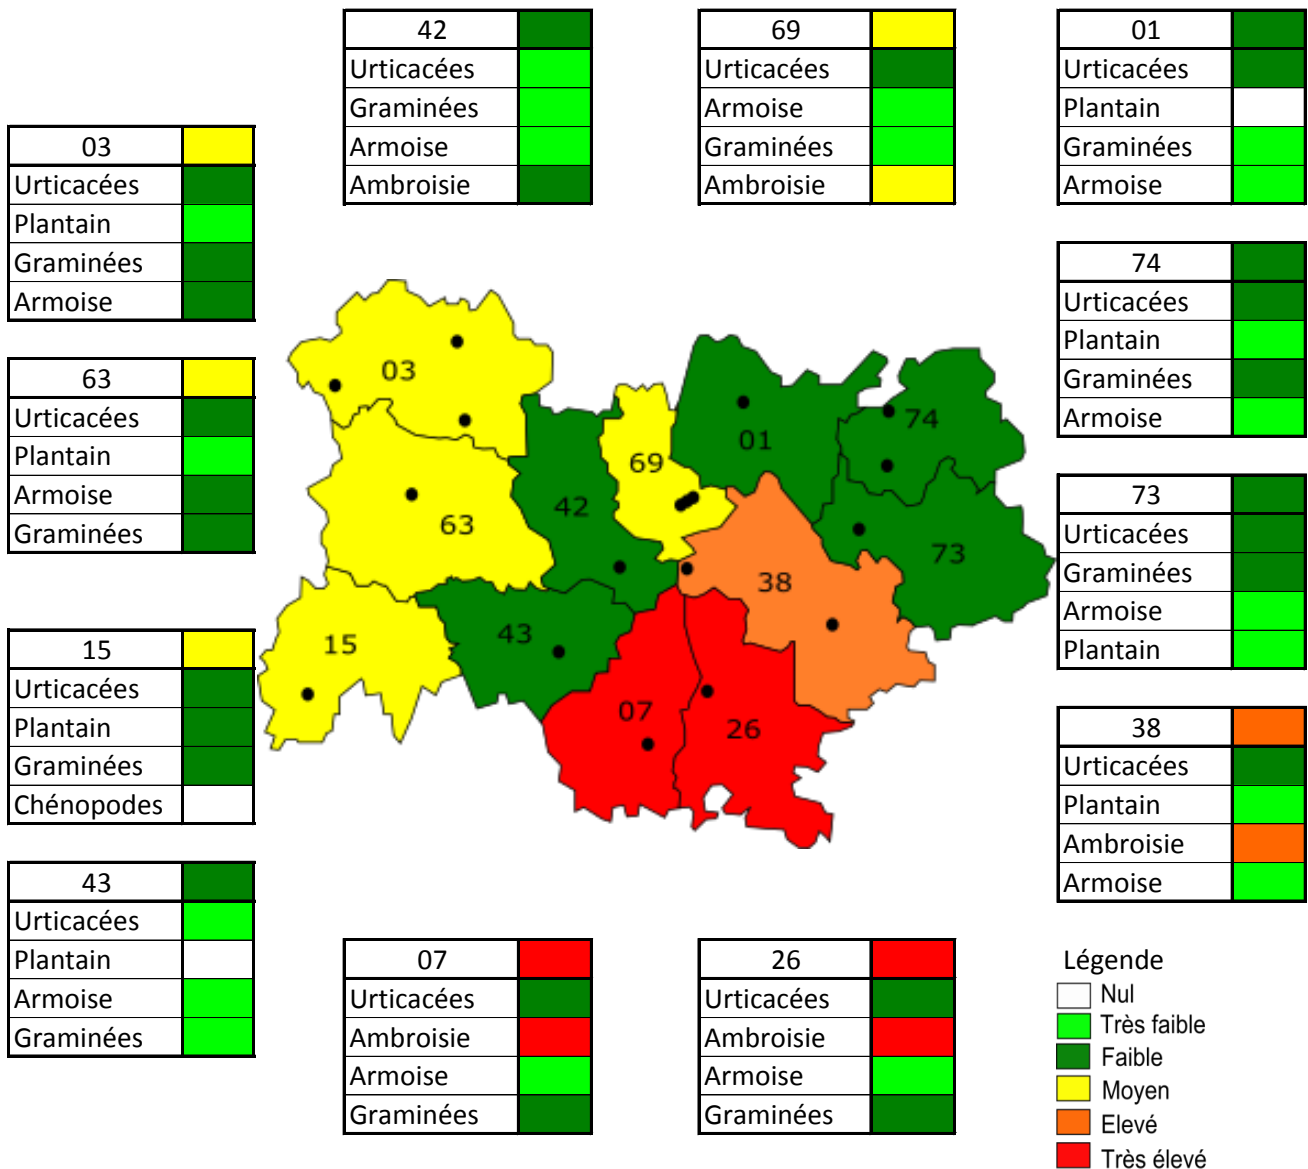 42
Urticacées
Graminées
Armoise
Ambroisie
69
Urticacées
Armoise
Graminées
Ambroisie
01
Urticacées
Plantain
Graminées
Armoise
03
Urticacées
Plantain
Graminées
Armoise
74
Urticacées
Plantain
Graminées
Armoise
63
Urticacées
Plantain
Armoise
Graminées
73
Urticacées
Graminées
Armoise
Plantain
15
Urticacées
Plantain
Graminées
Chénopodes
38
Urticacées
Plantain
Ambroisie
Armoise
43
Urticacées
Plantain
Armoise
Graminées
07
Urticacées
Ambroisie
Armoise
Graminées
26
Urticacées
Ambroisie
Armoise
Graminées
03
74
01
69
42
63
73
38
43
15
07
26
Légende
Nul
Très faible
Faible
Moyen
Elevé
Très élevé